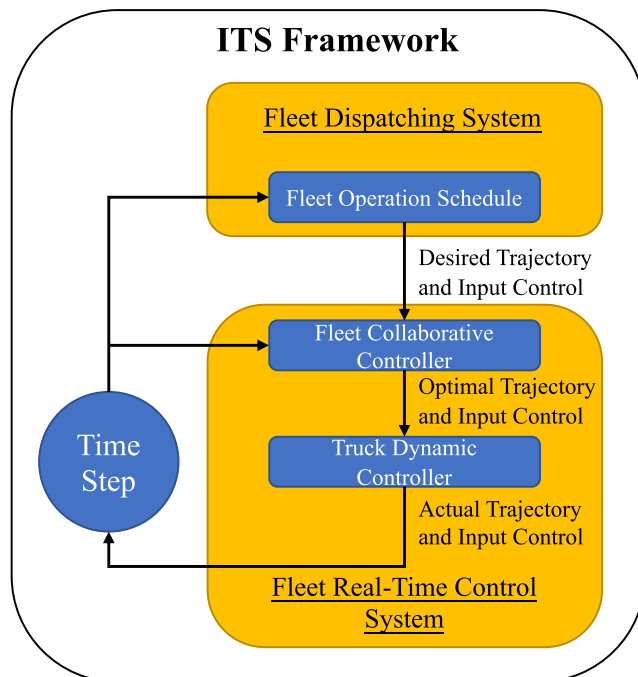 ITS Framework
Fleet Dispatching System
Fleet Operation Schedule
Desired Trajectory
and Input Control
Fleet Collaborative
Controller
Optimal Trajectory
and Input Control
Time
Step
Truck Dynamic
Controller
Actual Trajectory
and Input Control
Fleet Real-Time Control
System